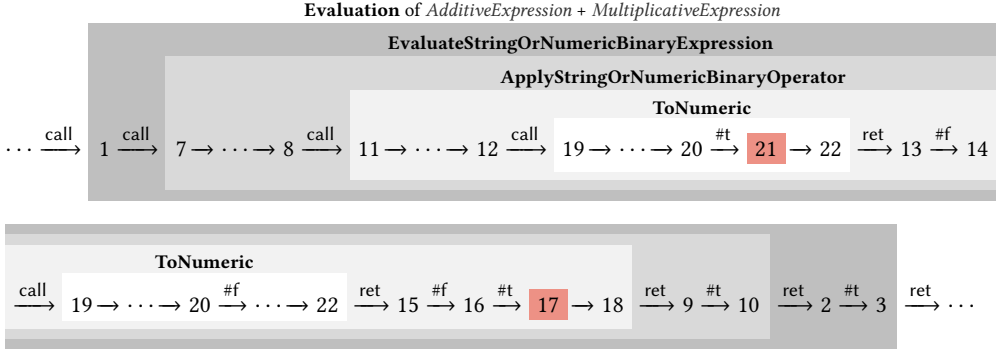 Evaluation of AdditiveExpression + MultiplicativeExpression
EvaluateStringOrNumericBinaryExpression
ApplyStringOrNumericBinaryOperator
ToNumeric
⋯ call⟶ 1 call⟶ 7 ⟶ ⋯ ⟶ 8 call⟶ 11 ⟶ ⋯ ⟶ 12 call⟶ 19 ⟶ ⋯ ⟶ 20 #t⟶ 21 ⟶ 22 ret⟶ 13 #f⟶ 14
ToNumeric
call⟶ 19 ⟶ ⋯ ⟶ 20 #f⟶ ⋯ ⟶ 22 ret⟶ 15 #f⟶ 16 #t⟶ 17 ⟶ 18 ret⟶ 9 #t⟶ 10 ret⟶ 2 #t⟶ 3 ret⟶ ⋯